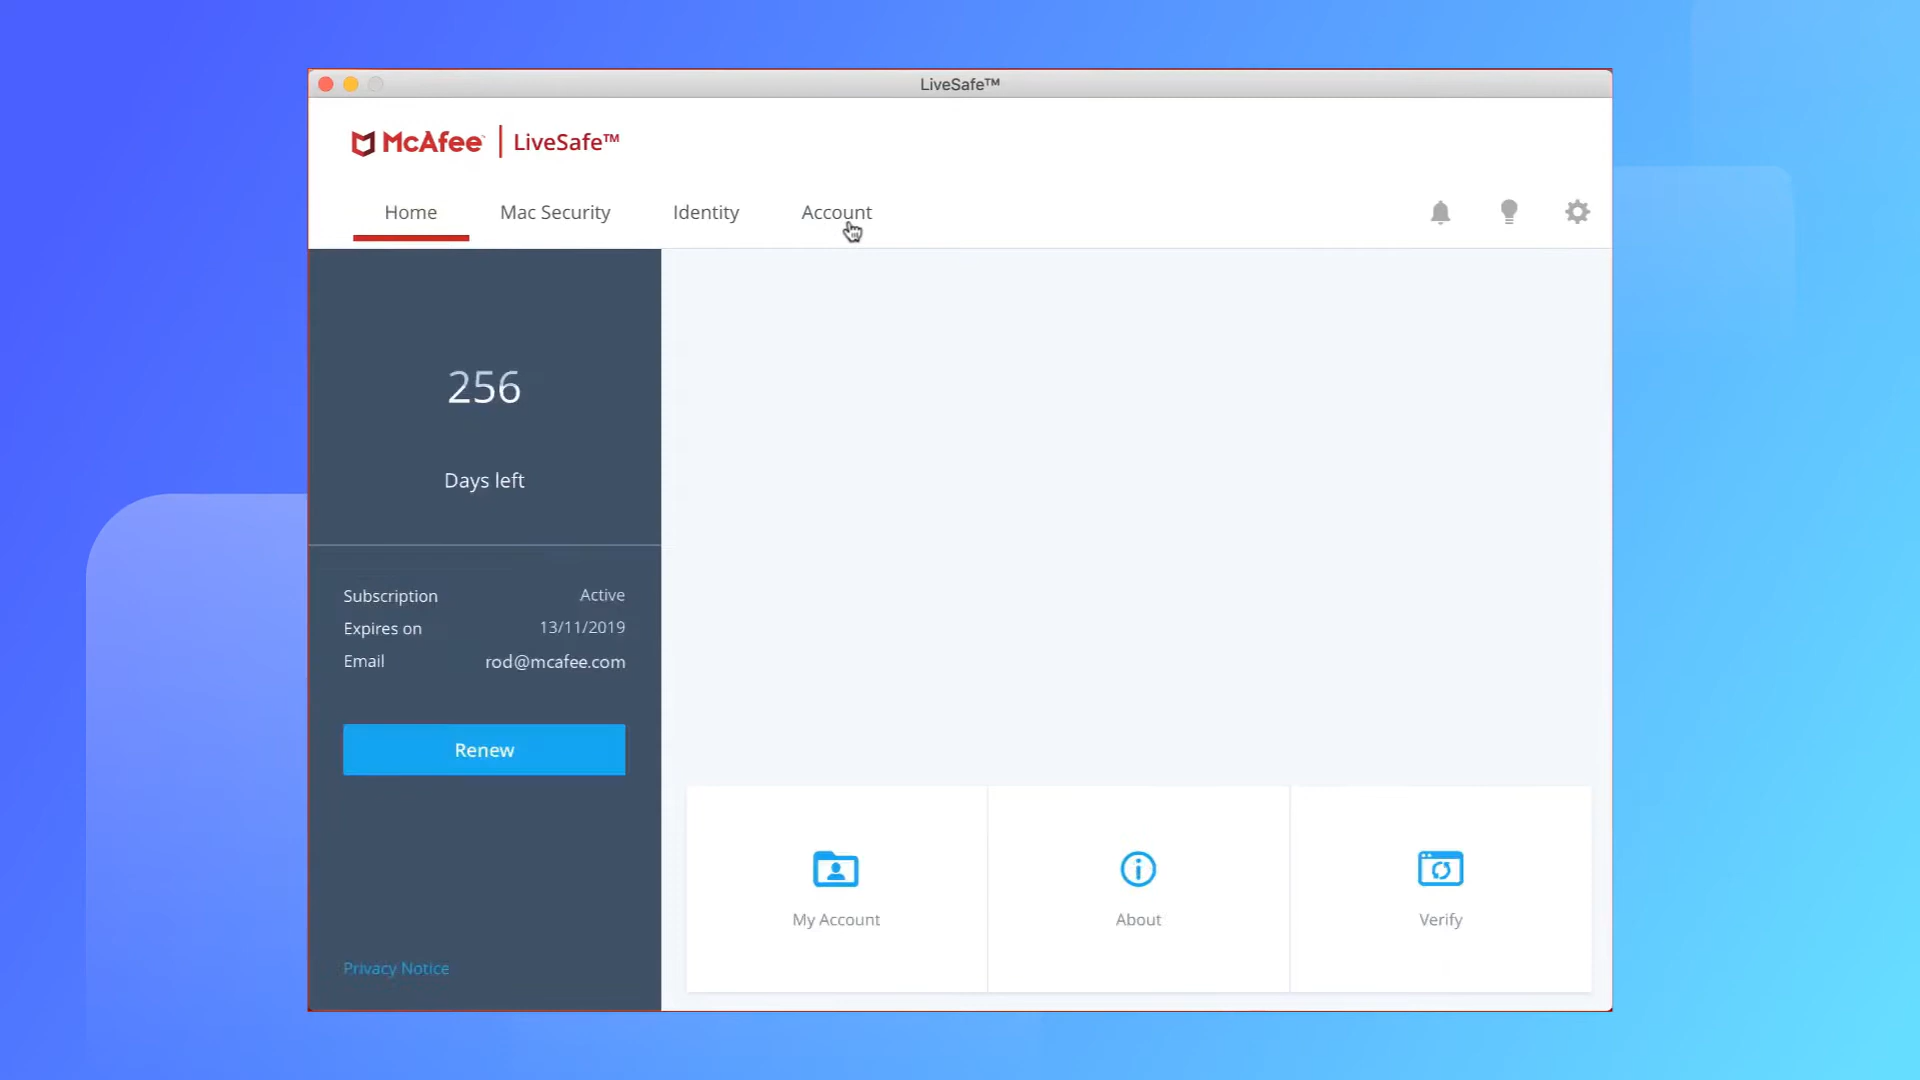 LiveSafe™
McAfee™ | LiveSafe™
Home Mac Security Identity Account
256
Days left
Subscription Active
Expires on 13/11/2019
Email rod@mcafee.com
Renew
My Account About Verify
Privacy Notice